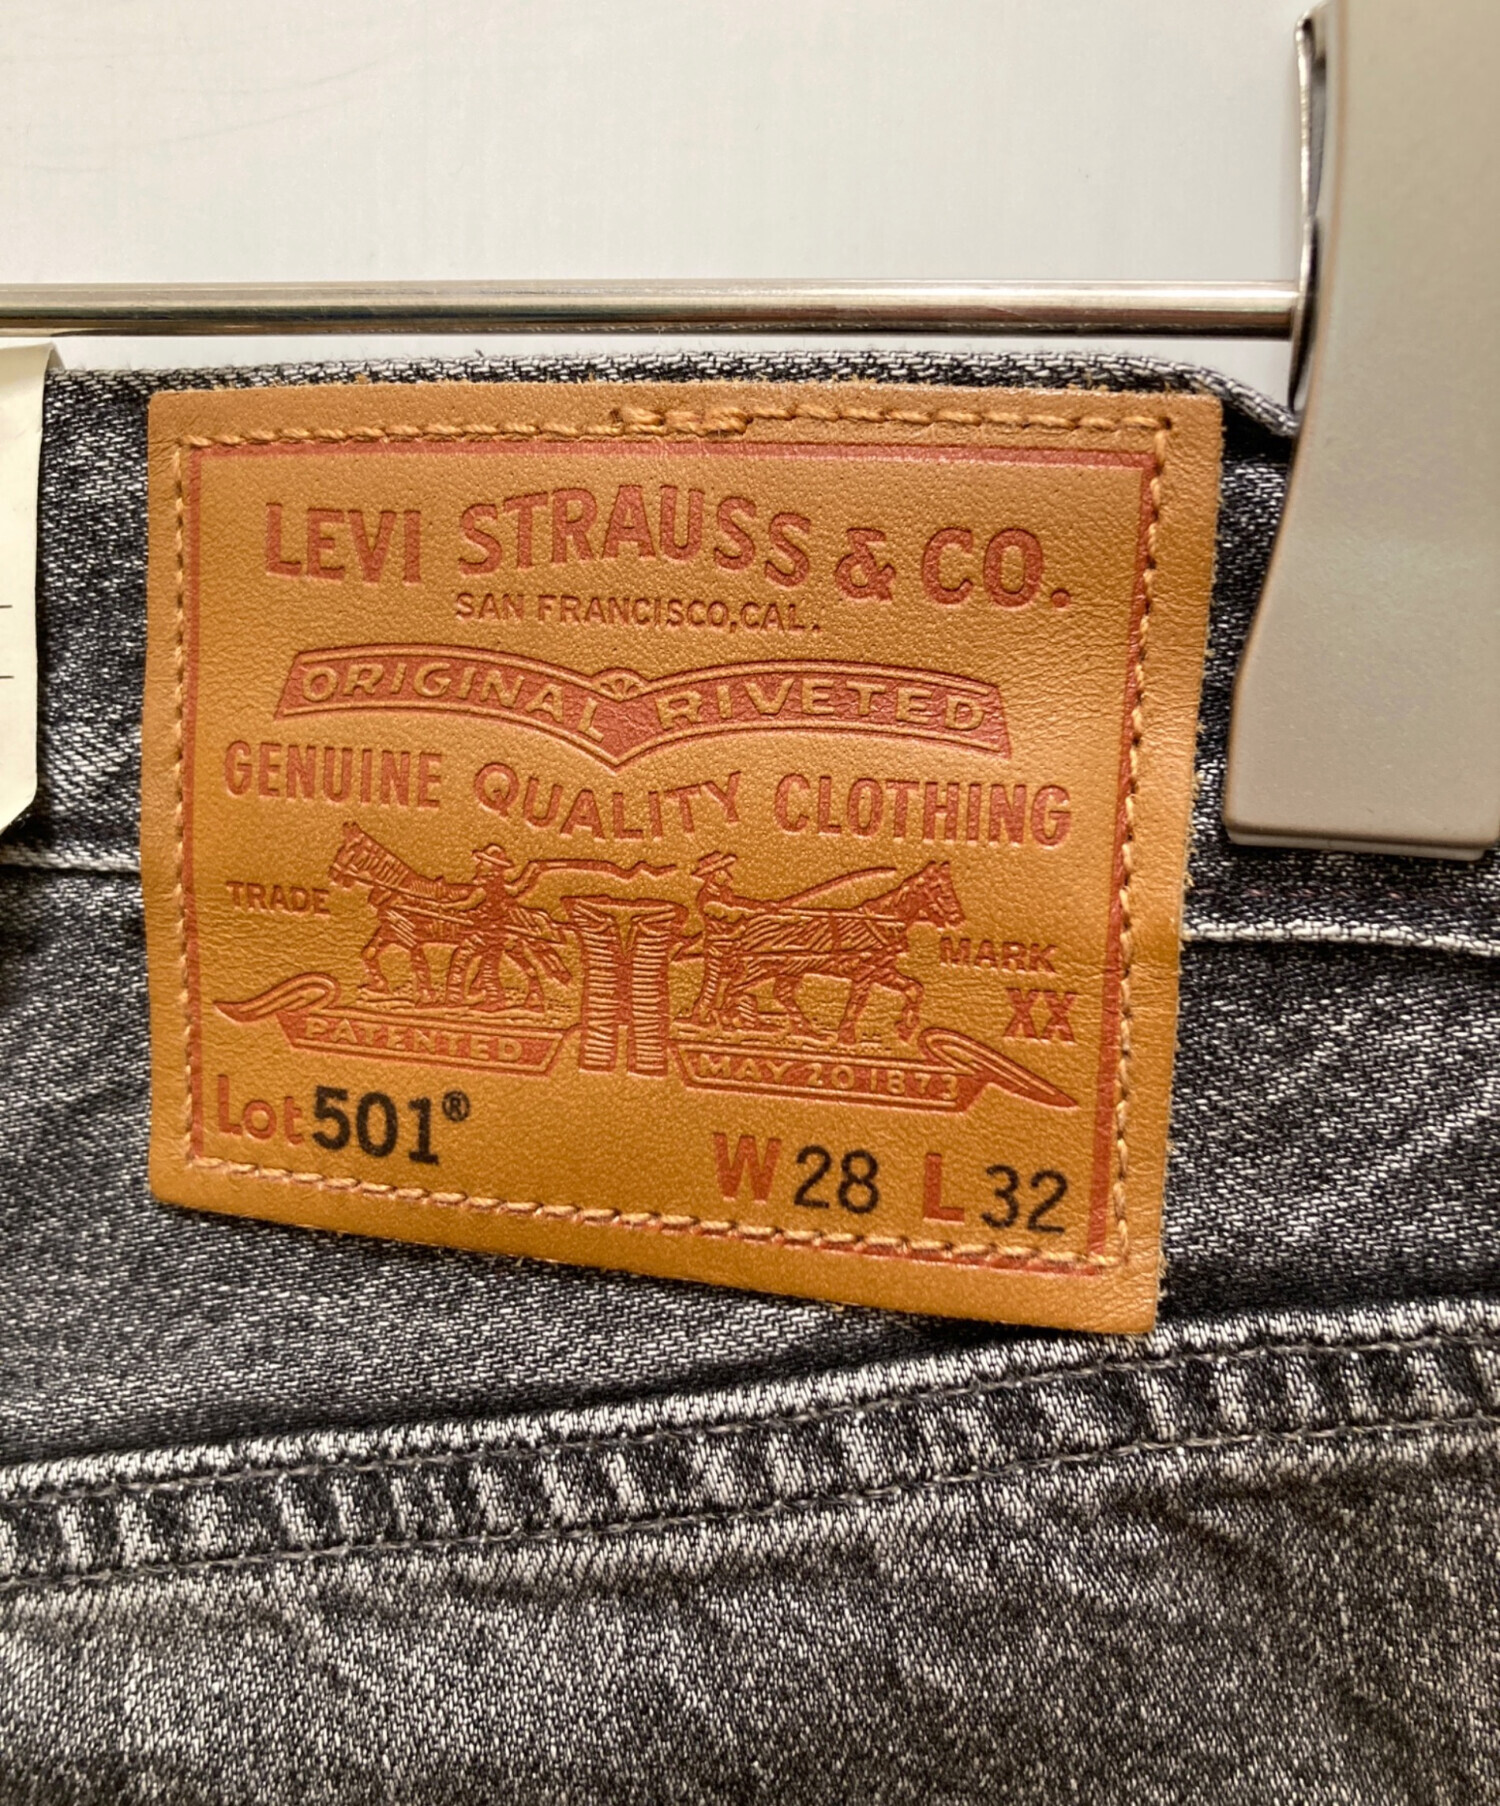 LEVI STRAUSS & CO.
SAN FRANCISCO, CAL.
ORIGINAL RIVETED
GENUINE QUALITY CLOTHING
TRADE MARK
XX
PATENTED MAY 20 1873
Lot 501®
W 28 L 32